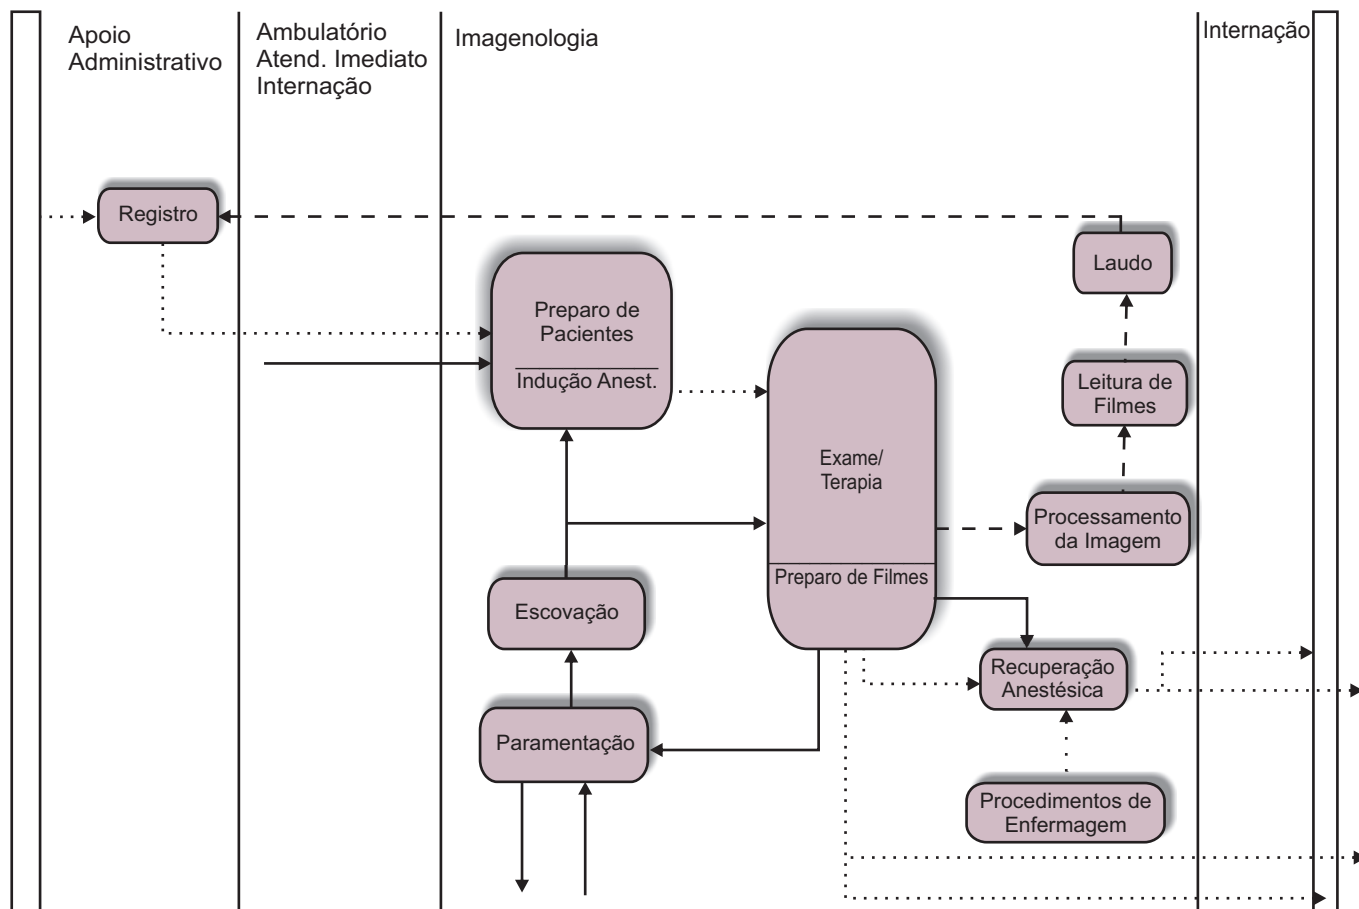 Apoio
Administrativo
Ambulatório
Atend. Imediato
Internação
Imagenologia
Internação
Registro
Preparo de
Pacientes
Indução Anest.
Laudo
Leitura de
Filmes
Exame/
Terapia
Preparo de Filmes
Processamento
da Imagem
Escovação
Recuperação
Anestésica
Paramentação
Procedimentos de
Enfermagem